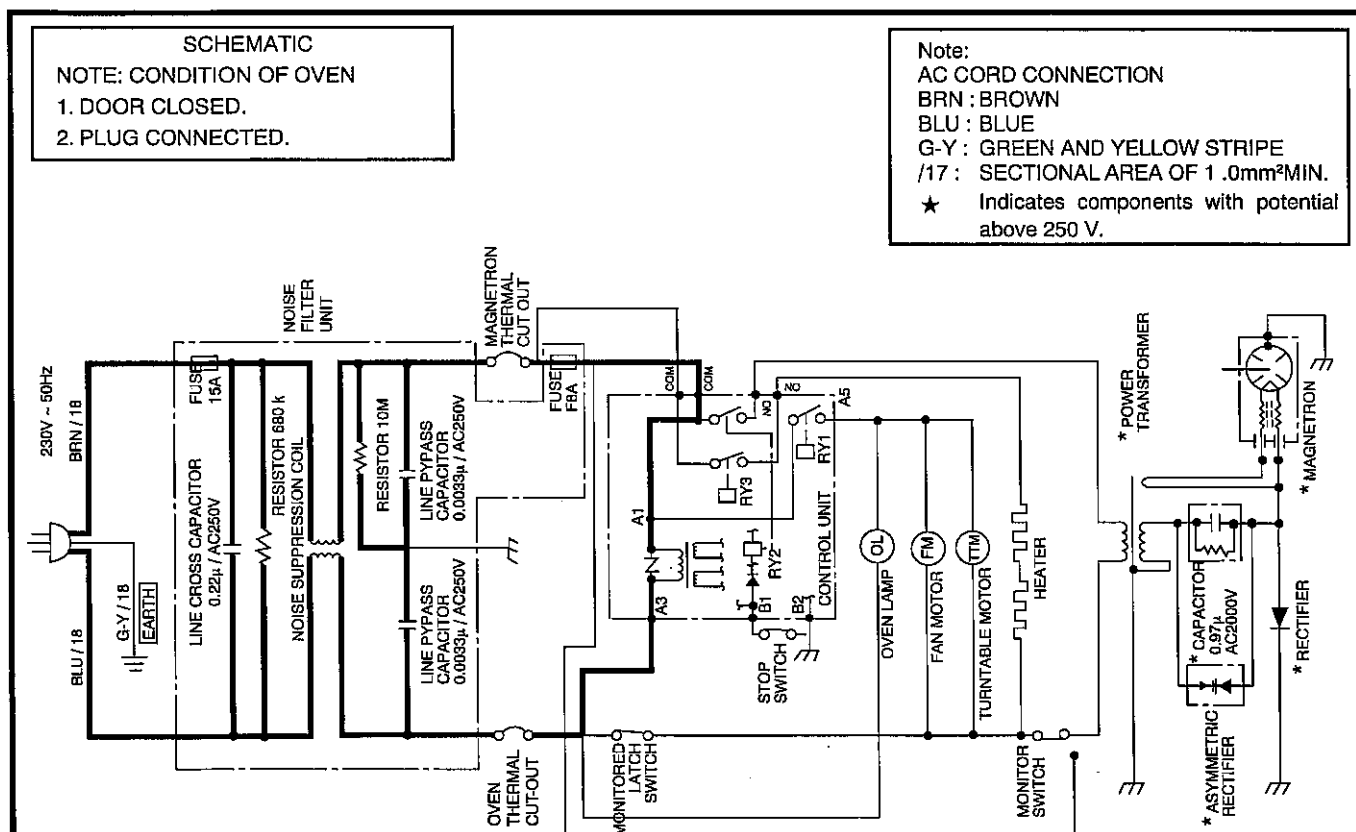 SCHEMATIC
NOTE: CONDITION OF OVEN
1. DOOR CLOSED.
2. PLUG CONNECTED.
Note:
AC CORD CONNECTION
BRN : BROWN
BLU : BLUE
G-Y : GREEN AND YELLOW STRIPE
/17 : SECTIONAL AREA OF 1 .0mm²MIN.
★ Indicates components with potential
above 250 V.
230V ~ 50Hz
BRN / 18
BLU / 18
G-Y / 18
EARTH
NOISE
FILTER
UNIT
FUSE
15A
LINE CROSS CAPACITOR
0.22μ / AC250V
RESISTOR 680 k
NOISE SUPPRESSION COIL
RESISTOR 10M
LINE PYPASS
CAPACITOR
0.0033μ / AC250V
LINE PYPASS
CAPACITOR
0.0033μ / AC250V
MAGNETRON
THERMAL
CUT OUT
FUSE
F8A
OVEN
THERMAL
CUT-OUT
MONITORED
LATCH
SWITCH
COM
COM
NO
NO
A5
A1
A3
RY1
RY3
RY2
B1
B2
CONTROL UNIT
STOP
SWITCH
OL
FM
TTM
OVEN LAMP
FAN MOTOR
TURNTABLE MOTOR
HEATER
MONITOR
SWITCH
* POWER
TRANSFORMER
* MAGNETRON
* CAPACITOR
0.97μ
AC2000V
* RECTIFIER
* ASYMMETRIC
RECTIFIER